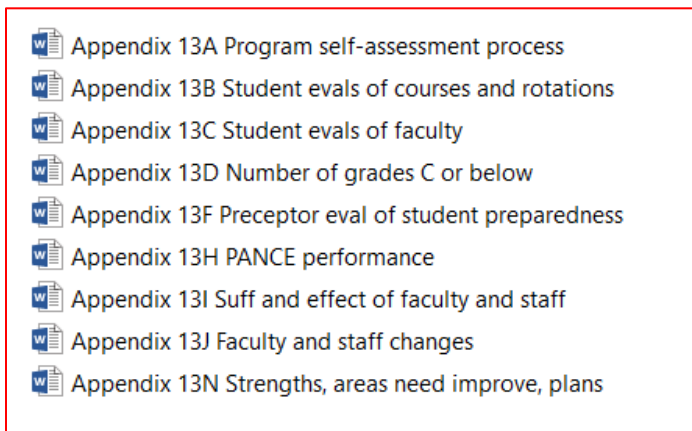 Appendix 13A Program self-assessment process
Appendix 13B Student evals of courses and rotations
Appendix 13C Student evals of faculty
Appendix 13D Number of grades C or below
Appendix 13F Preceptor eval of student preparedness
Appendix 13H PANCE performance
Appendix 13I Suff and effect of faculty and staff
Appendix 13J Faculty and staff changes
Appendix 13N Strengths, areas need improve, plans